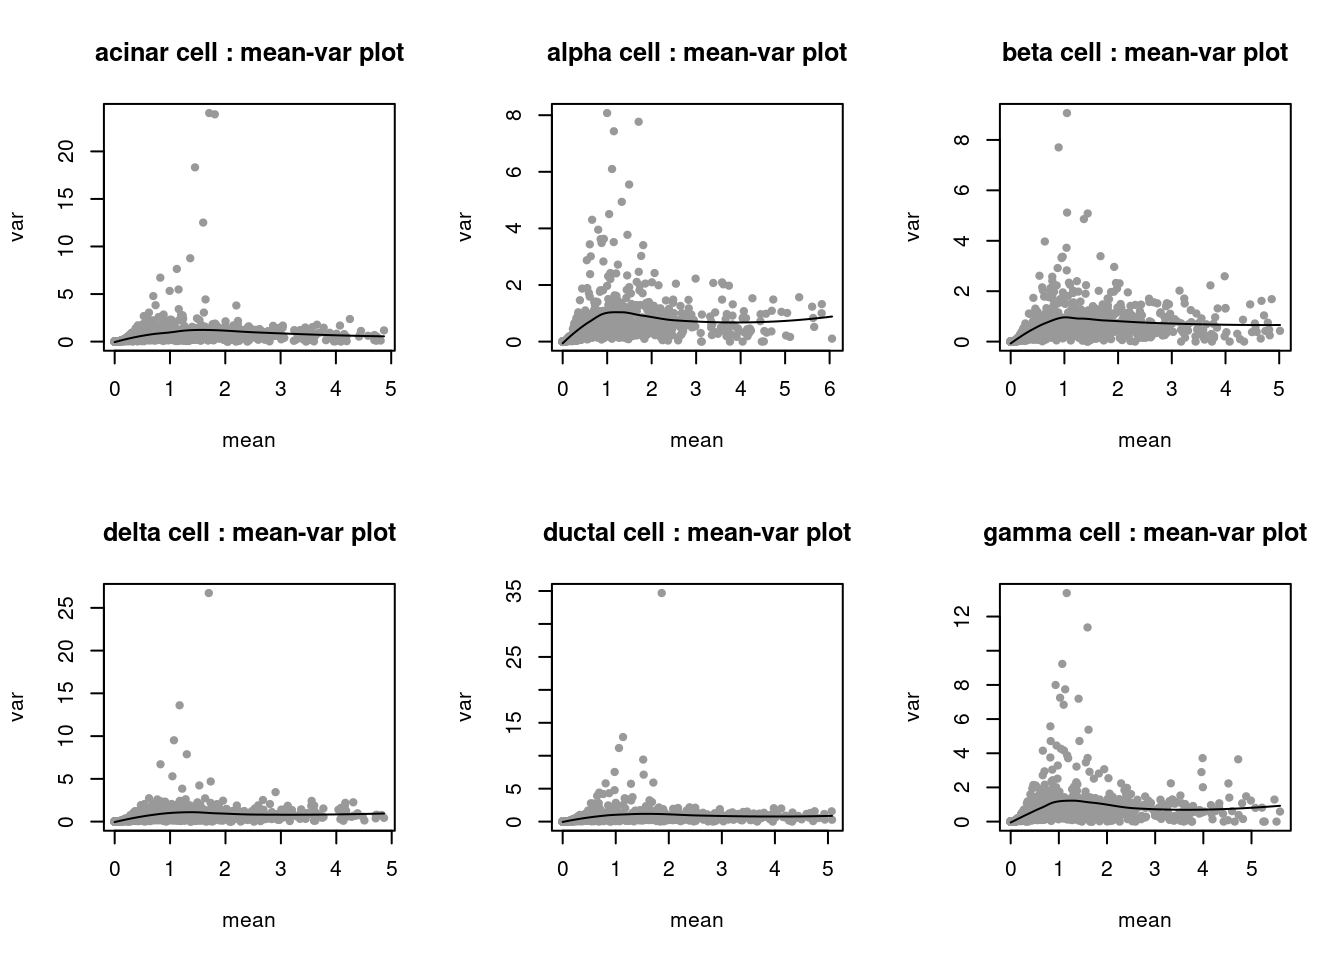 acinar cell : mean-var plot
var
0 5 10 15 20
0 1 2 3 4 5
mean
alpha cell : mean-var plot
var
0 2 4 6 8
0 1 2 3 4 5 6
mean
beta cell : mean-var plot
var
0 2 4 6 8
0 1 2 3 4 5
mean
delta cell : mean-var plot
var
0 5 10 15 20 25
0 1 2 3 4 5
mean
ductal cell : mean-var plot
var
0 5 15 25 35
0 1 2 3 4 5
mean
gamma cell : mean-var plot
var
0 2 4 6 8 12
0 1 2 3 4 5
mean